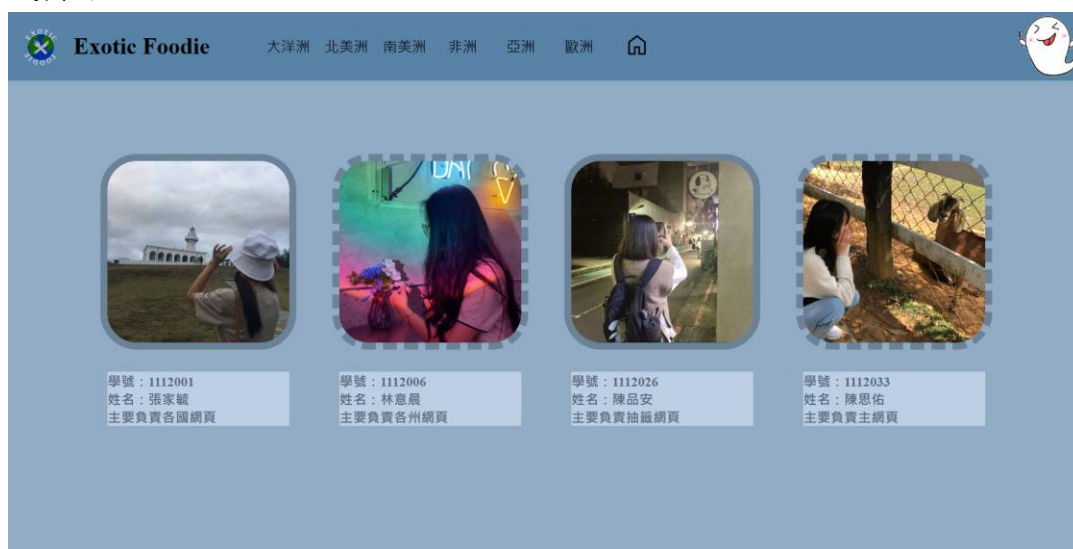 EXOTIC
FOODIE
Exotic Foodie
大洋洲
北美洲
南美洲
非洲
亞洲
歐洲
學號：1112001
姓名：張家毓
主要負責各國網頁
學號：1112006
姓名：林意晨
主要負責各州網頁
學號：1112026
姓名：陳品安
主要負責抽籤網頁
學號：1112033
姓名：陳思佑
主要負責主網頁